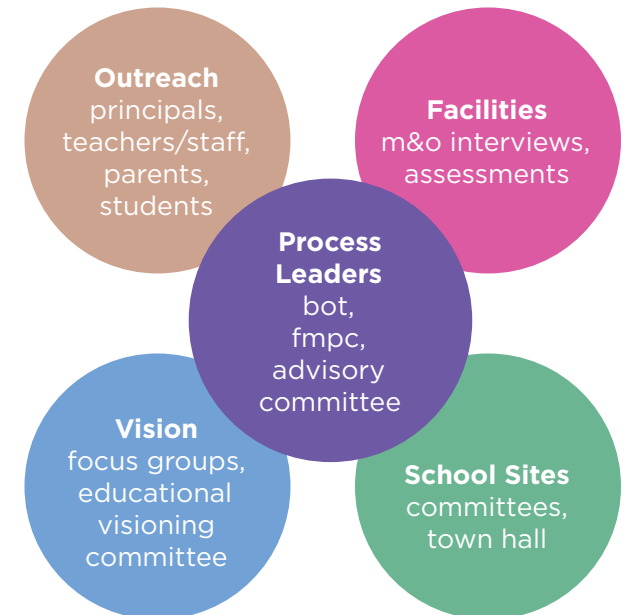 Outreach
principals,
teachers/staff,
parents,
students
Facilities
m&o interviews,
assessments
Process
Leaders
bot,
fmpc,
advisory
committee
Vision
focus groups,
educational
visioning
committee
School Sites
committees,
town hall